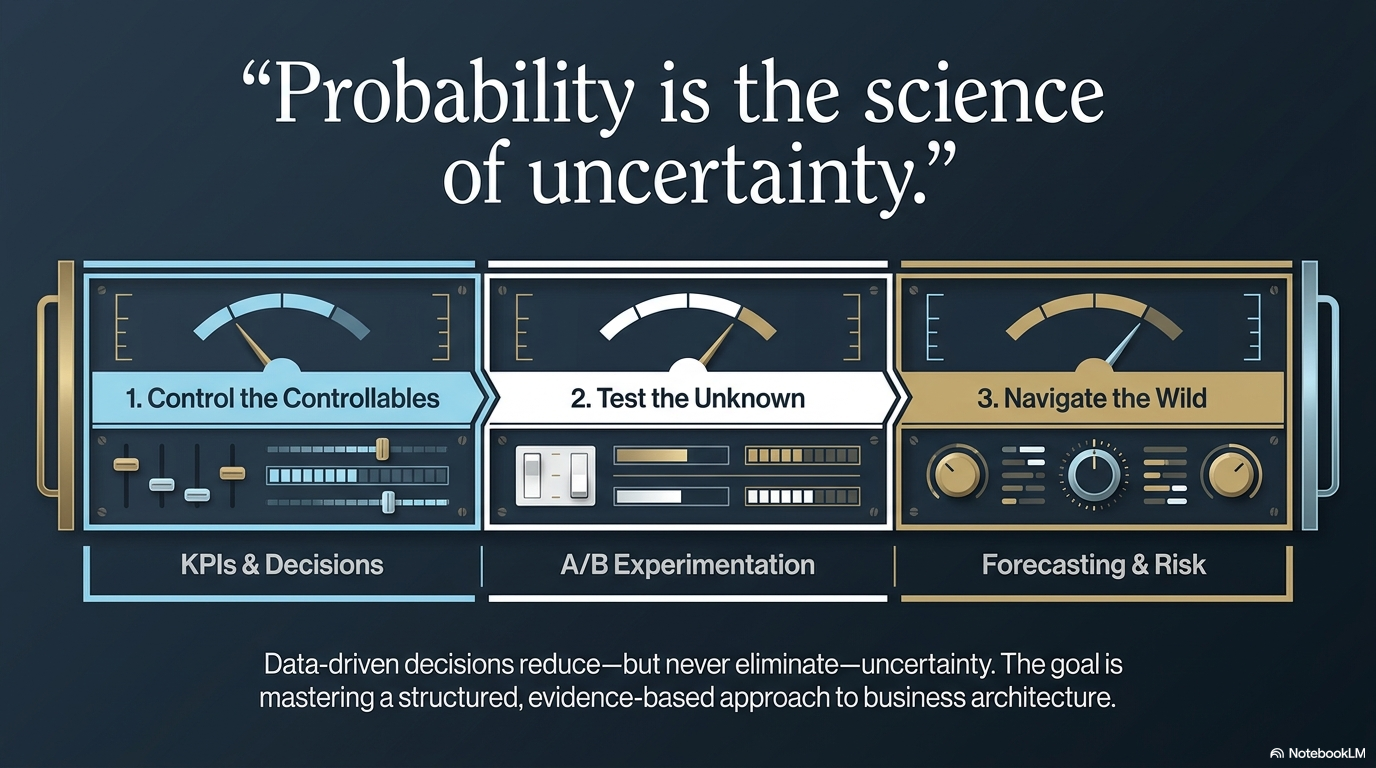 “Probability is the science
of uncertainty.”
1. Control the Controllables
2. Test the Unknown
3. Navigate the Wild
KPIs & Decisions
A/B Experimentation
Forecasting & Risk
Data-driven decisions reduce—but never eliminate—uncertainty. The goal is
mastering a structured, evidence-based approach to business architecture.
NotebookLM